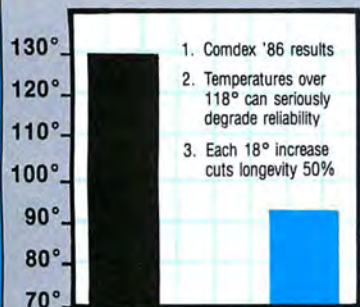 130°
120°
110°
100°
90°
80°
70°
1. Comdex '86 results
2. Temperatures over
118° can seriously
degrade reliability
3. Each 18° increase
cuts longevity 50%